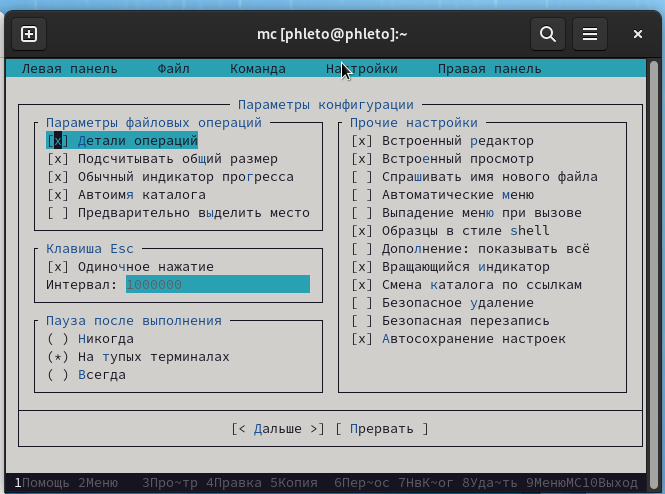 mc [phleto@phleto]:~
Левая панель Файл Команда Настройки Правая панель
Параметры конфигурации
Параметры файловых операций
[x] Детали операций
[x] Подсчитывать общий размер
[x] Обычный индикатор прогресса
[x] Автоимя каталога
[ ] Предварительно выделить место
Клавиша Esc
[x] Одиночное нажатие
Интервал: 1000000
Пауза после выполнения
( ) Никогда
(*) На тупых терминалах
( ) Всегда
Прочие настройки
[x] Встроенный редактор
[x] Встроенный просмотр
[ ] Спрашивать имя нового файла
[ ] Автоматические меню
[ ] Выпадение меню при вызове
[x] Образцы в стиле shell
[ ] Дополнение: показывать всё
[x] Вращающийся индикатор
[x] Смена каталога по ссылкам
[ ] Безопасное удаление
[ ] Безопасная перезапись
[x] Автосохранение настроек
[< Дальше >] [ Прервать ]
1Помощь 2Меню 3Про~тр 4Правка 5Копия 6Пер~ос 7НвК~ог 8Уда~ть 9МенюMC10Выход